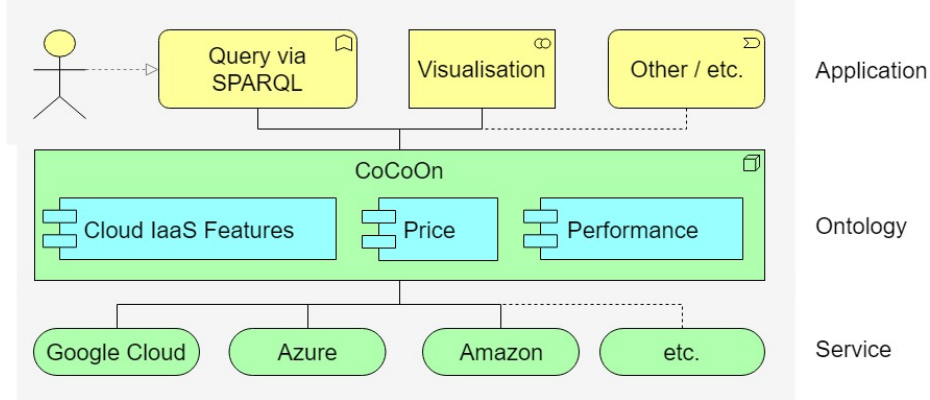 Query via
SPARQL
Visualisation
Other / etc.
Application
CoCoOn
Cloud IaaS Features
Price
Performance
Ontology
Google Cloud
Azure
Amazon
etc.
Service